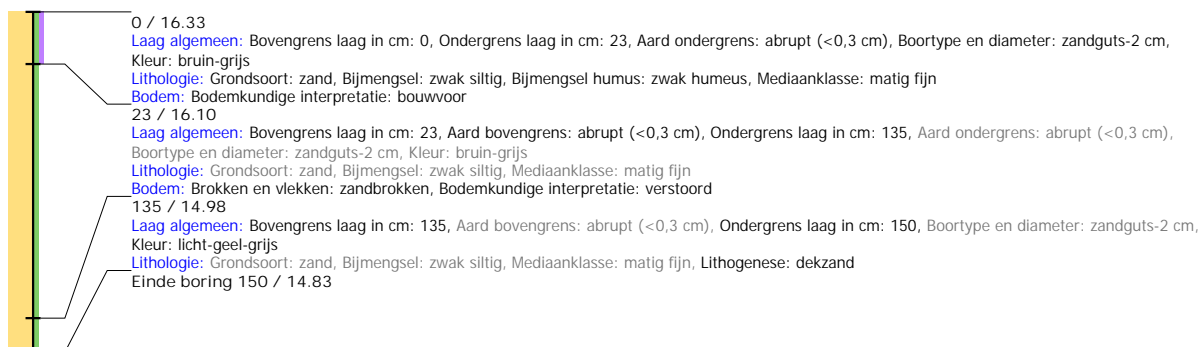 0 / 16.33
Laag algemeen: Bovengrens laag in cm: 0, Ondergrens laag in cm: 23, Aard ondergrens: abrupt (<0,3 cm), Boortype en diameter: zandguts-2 cm,
Kleur: bruin-grijs
Lithologie: Grondsoort: zand, Bijmengsel: zwak siltig, Bijmengsel humus: zwak humeus, Mediaanklasse: matig fijn
Bodem: Bodemkundige interpretatie: bouwvoor
23 / 16.10
Laag algemeen: Bovengrens laag in cm: 23, Aard bovengrens: abrupt (<0,3 cm), Ondergrens laag in cm: 135, Aard ondergrens: abrupt (<0,3 cm),
Boortype en diameter: zandguts-2 cm, Kleur: bruin-grijs
Lithologie: Grondsoort: zand, Bijmengsel: zwak siltig, Mediaanklasse: matig fijn
Bodem: Brokken en vlekken: zandbrokken, Bodemkundige interpretatie: verstoord
135 / 14.98
Laag algemeen: Bovengrens laag in cm: 135, Aard bovengrens: abrupt (<0,3 cm), Ondergrens laag in cm: 150, Boortype en diameter: zandguts-2 cm,
Kleur: licht-geel-grijs
Lithologie: Grondsoort: zand, Bijmengsel: zwak siltig, Mediaanklasse: matig fijn, Lithogenese: dekzand
Einde boring 150 / 14.83